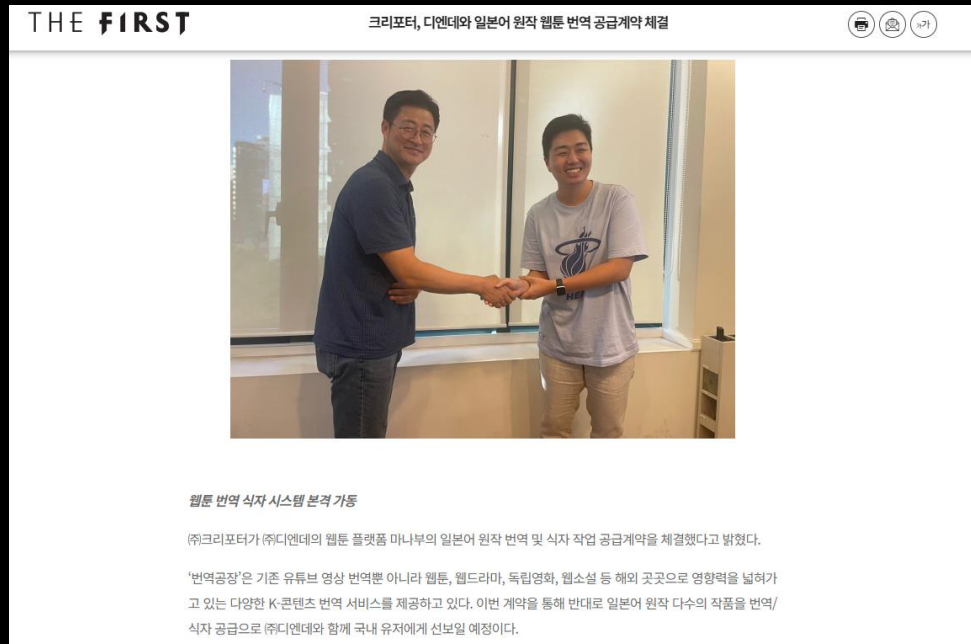 THE FIRST
크리포터, 디엔데와 일본어 원작 웹툰 번역 공급계약 체결
가가
HEAT
웹툰 번역 식자 시스템 본격 가동
㈜크리포터가 ㈜디엔데의 웹툰 플랫폼 마나부의 일본어 원작 번역 및 식자 작업 공급계약을 체결했다고 밝혔다.
‘번역공장’은 기존 유튜브 영상 번역뿐 아니라 웹툰, 웹드라마, 독립영화, 웹소설 등 해외 곳곳으로 영향력을 넓혀가
고 있는 다양한 K-콘텐츠 번역 서비스를 제공하고 있다. 이번 계약을 통해 반대로 일본어 원작 다수의 작품을 번역/
식자 공급으로 ㈜디엔데와 함께 국내 유저에게 선보일 예정이다.